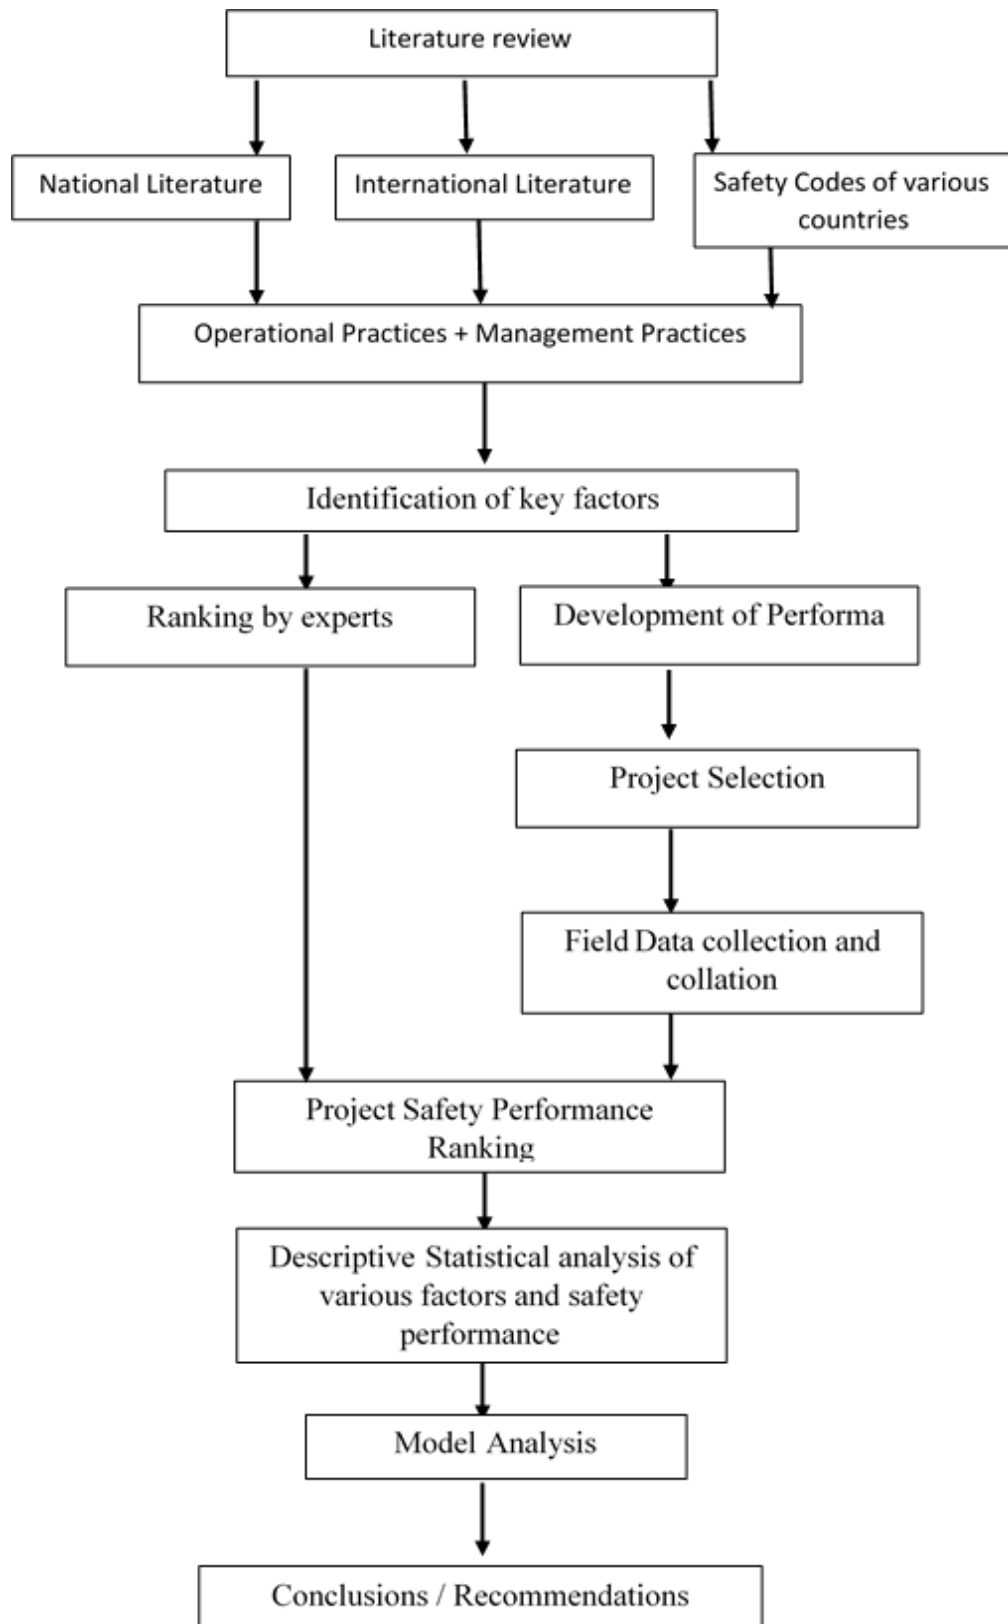 Literature review
National Literature
International Literature
Safety Codes of various
countries
Operational Practices + Management Practices
Identification of key factors
Ranking by experts
Development of Performa
Project Selection
Field Data collection and
collation
Project Safety Performance
Ranking
Descriptive Statistical analysis of
various factors and safety
performance
Model Analysis
Conclusions / Recommendations